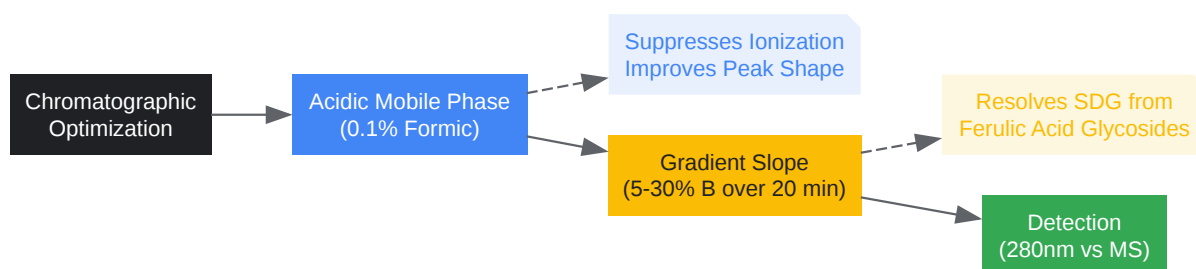 Chromatographic
Optimization
Acidic Mobile Phase
(0.1% Formic)
Suppresses Ionization
Improves Peak Shape
Gradient Slope
(5-30% B over 20 min)
Resolves SDG from
Ferulic Acid Glycosides
Detection
(280nm vs MS)